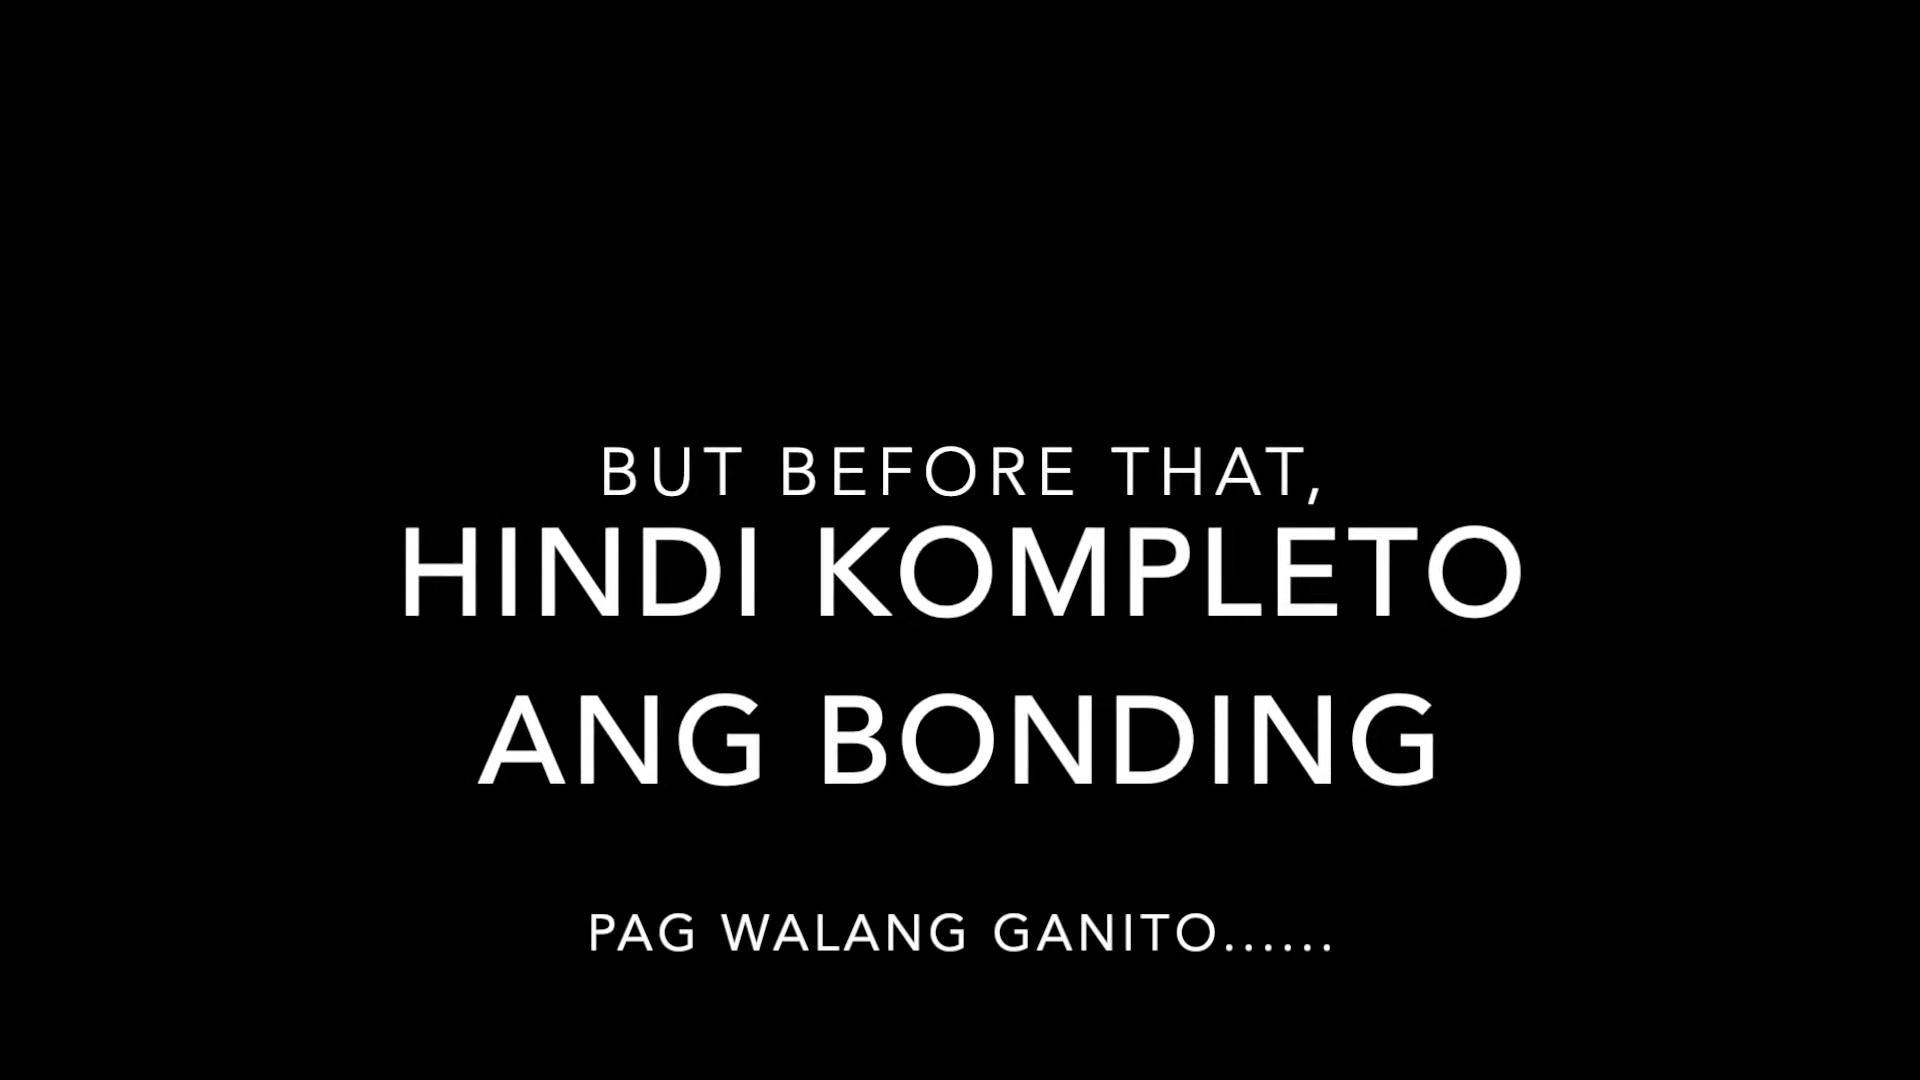 BUT BEFORE THAT,
HINDI KOMPLETO
ANG BONDING
PAG WALANG GANITO......